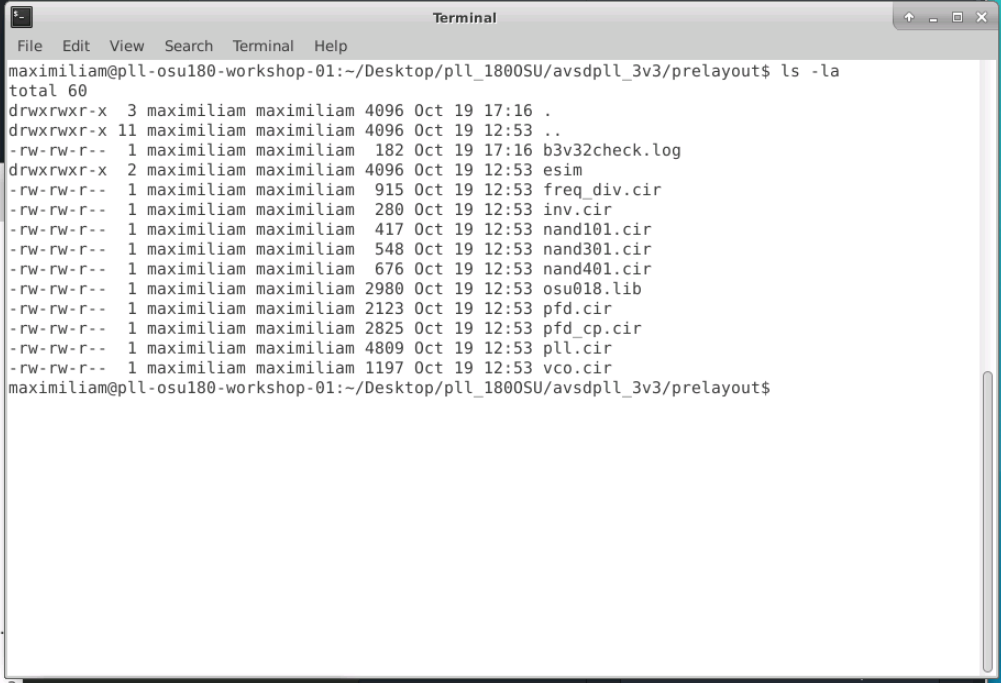 Terminal
File Edit View Search Terminal Help
maximiliam@pll-osu180-workshop-01:~/Desktop/pll_180OSU/avsdpll_3v3/prelayout$ ls -la
total 60
drwxrwxr-x  3 maximiliam maximiliam 4096 Oct 19 17:16 .
drwxrwxr-x 11 maximiliam maximiliam 4096 Oct 19 12:53 ..
-rw-rw-r--  1 maximiliam maximiliam  182 Oct 19 17:16 b3v32check.log
drwxrwxr-x  2 maximiliam maximiliam 4096 Oct 19 12:53 esim
-rw-rw-r--  1 maximiliam maximiliam  915 Oct 19 12:53 freq_div.cir
-rw-rw-r--  1 maximiliam maximiliam  280 Oct 19 12:53 inv.cir
-rw-rw-r--  1 maximiliam maximiliam  417 Oct 19 12:53 nand101.cir
-rw-rw-r--  1 maximiliam maximiliam  548 Oct 19 12:53 nand301.cir
-rw-rw-r--  1 maximiliam maximiliam  676 Oct 19 12:53 nand401.cir
-rw-rw-r--  1 maximiliam maximiliam 2980 Oct 19 12:53 osu018.lib
-rw-rw-r--  1 maximiliam maximiliam 2123 Oct 19 12:53 pfd.cir
-rw-rw-r--  1 maximiliam maximiliam 2825 Oct 19 12:53 pfd_cp.cir
-rw-rw-r--  1 maximiliam maximiliam 4809 Oct 19 12:53 pll.cir
-rw-rw-r--  1 maximiliam maximiliam 1197 Oct 19 12:53 vco.cir
maximiliam@pll-osu180-workshop-01:~/Desktop/pll_180OSU/avsdpll_3v3/prelayout$